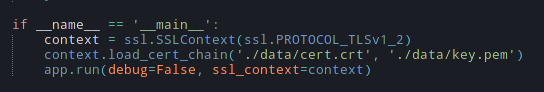 if __name__ == '__main__':
    context = ssl.SSLContext(ssl.PROTOCOL_TLSv1_2)
    context.load_cert_chain('./data/cert.crt', './data/key.pem')
    app.run(debug=False, ssl_context=context)